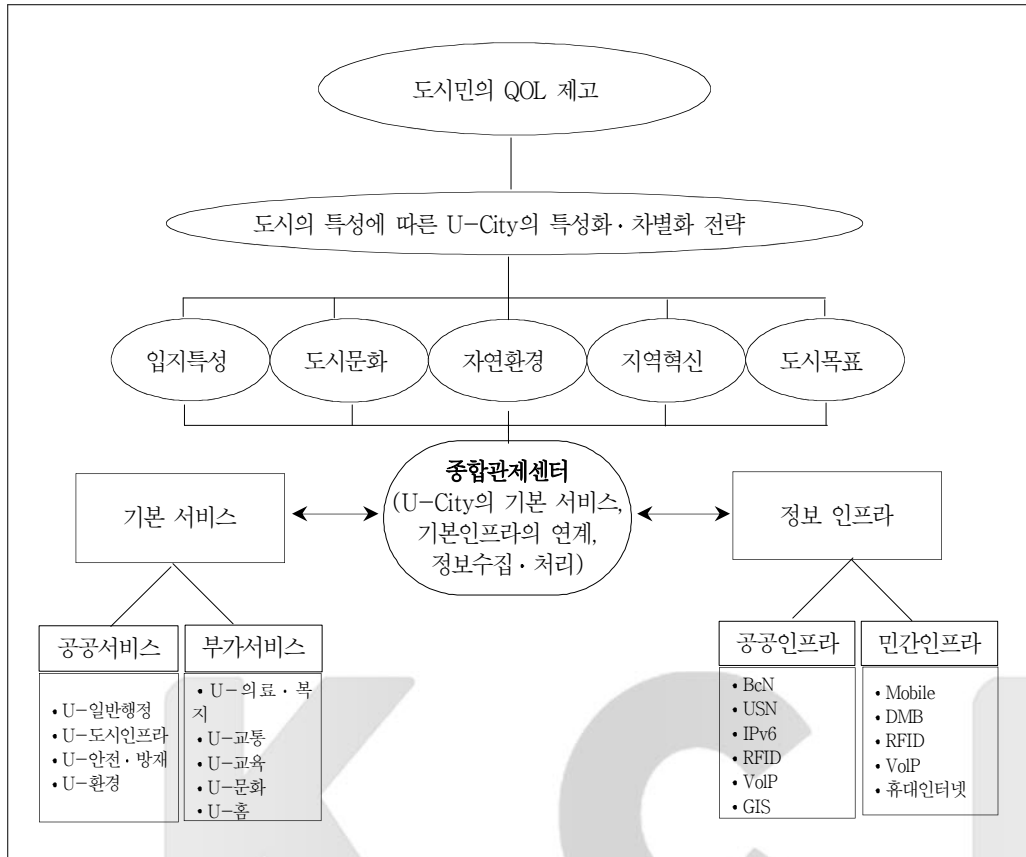 도시민의 QOL 제고
도시의 특성에 따른 U-City의 특성화·차별화 전략
입지특성
도시문화
자연환경
지역혁신
도시목표
기본 서비스
종합관제센터
(U-City의 기본 서비스,
기본인프라의 연계,
정보수집·처리)
정보 인프라
공공서비스
• U-일반행정
• U-도시인프라
• U-안전·방재
• U-환경
부가서비스
• U-의료·복
지
• U-교통
• U-교육
• U-문화
• U-홈
공공인프라
• BcN
• USN
• IPv6
• RFID
• VoIP
• GIS
민간인프라
• Mobile
• DMB
• RFID
• VoIP
• 휴대인터넷
K C I